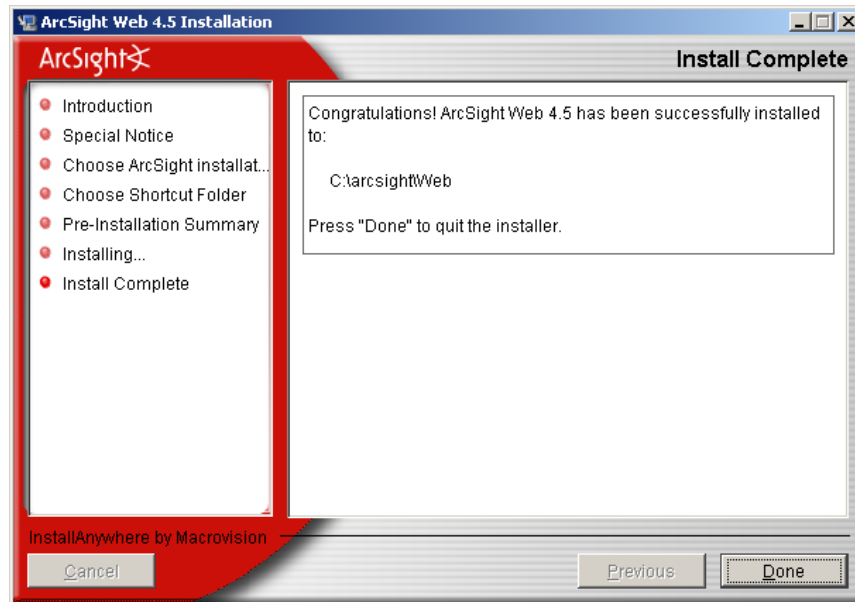 ArcSight Web 4.5 Installation
ArcSight
Install Complete
Introduction
Special Notice
Choose ArcSight installat...
Choose Shortcut Folder
Pre-Installation Summary
Installing...
Install Complete
Congratulations! ArcSight Web 4.5 has been successfully installed
to:
C:\arcsight\Web
Press "Done" to quit the installer.
InstallAnywhere by Macrovision
Cancel
Previous
Done